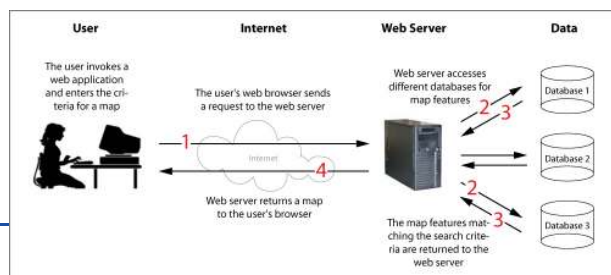 User
Internet
Web Server
Data
The user invokes a
web application
and enters the cri-
teria for a map
The user's web browser sends
a request to the web server
Web server accesses
different databases for
map features
1
Internet
4
Web server returns a map
to the user's browser
2
3
2
3
The map features mat-
ching the search crite-
ria are returned to the
web server
Database 1
Database 2
Database 3